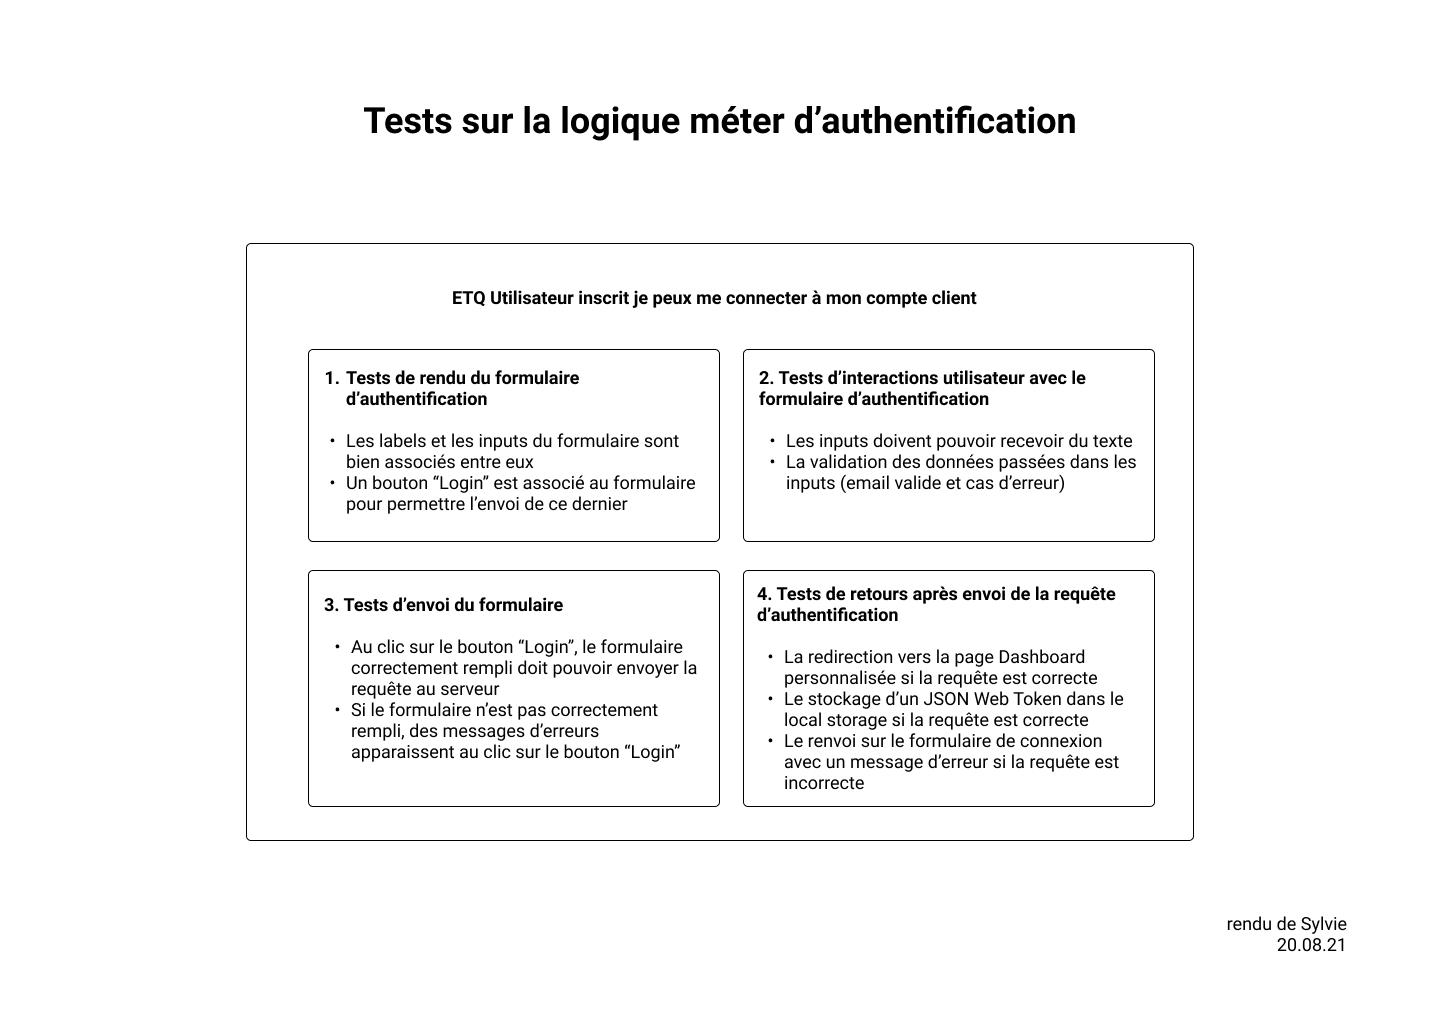 Tests sur la logique méter d’authentification
ETQ Utilisateur inscrit je peux me connecter à mon compte client
1. Tests de rendu du formulaire
d’authentification
• Les labels et les inputs du formulaire sont
bien associés entre eux
• Un bouton “Login” est associé au formulaire
pour permettre l’envoi de ce dernier
2. Tests d’interactions utilisateur avec le
formulaire d’authentification
• Les inputs doivent pouvoir recevoir du texte
• La validation des données passées dans les
inputs (email valide et cas d’erreur)
3. Tests d’envoi du formulaire
• Au clic sur le bouton “Login”, le formulaire
correctement rempli doit pouvoir envoyer la
requête au serveur
• Si le formulaire n’est pas correctement
rempli, des messages d’erreurs
apparaissent au clic sur le bouton “Login”
4. Tests de retours après envoi de la requête
d’authentification
• La redirection vers la page Dashboard
personnalisée si la requête est correcte
• Le stockage d’un JSON Web Token dans le
local storage si la requête est correcte
• Le renvoi sur le formulaire de connexion
avec un message d’erreur si la requête est
incorrecte
rendu de Sylvie
20.08.21